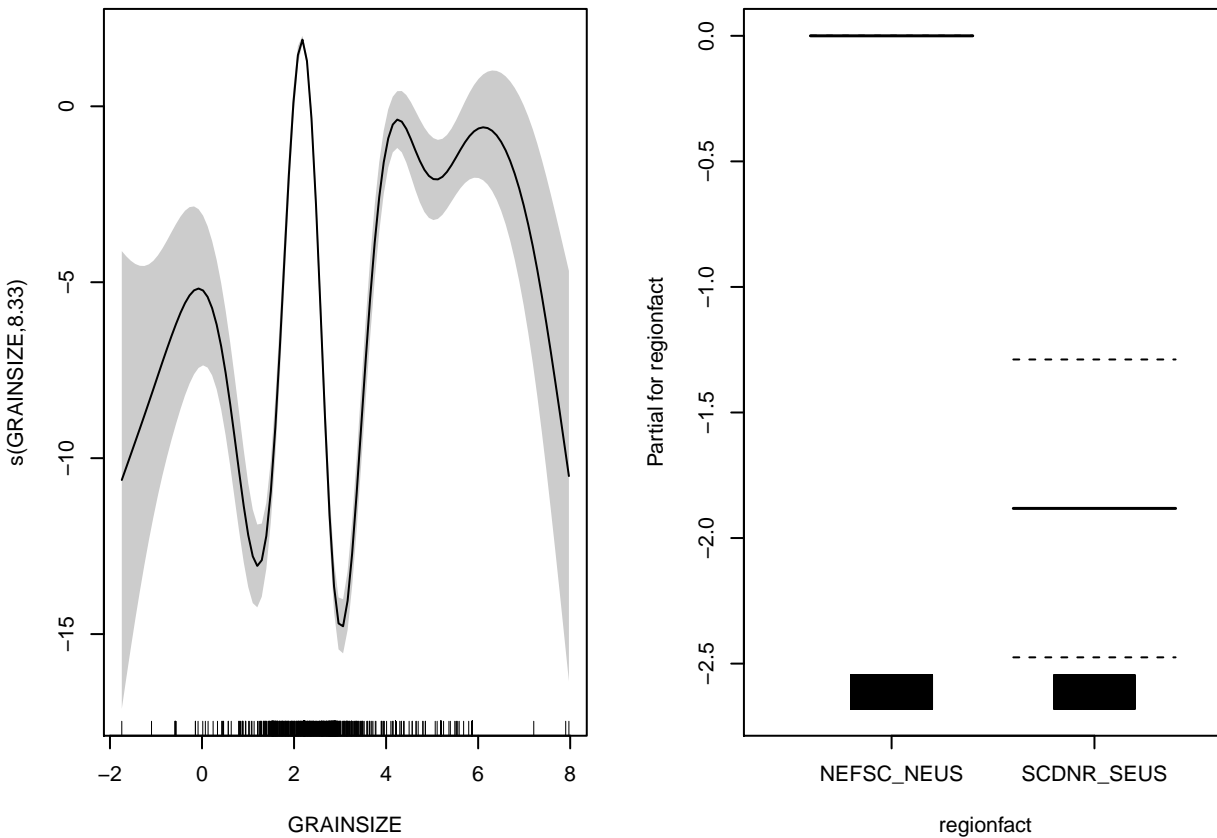 s(GRAINSIZE,8.33)
0
−5
−10
−15
−2
0
2
4
6
8
GRAINSIZE
Partial for regionfact
0.0
−0.5
−1.0
−1.5
−2.0
−2.5
NEFSC_NEUS
SCDNR_SEUS
regionfact